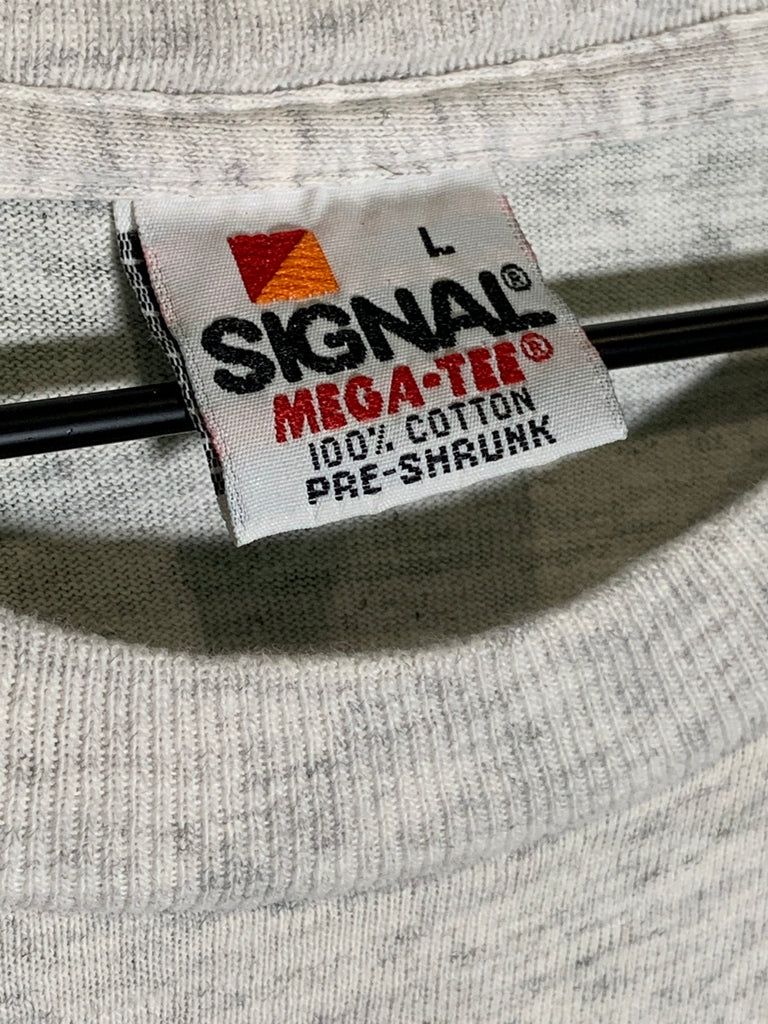 L
SIGNAL®
MEGA-TEE®
100% COTTON
PRE-SHRUNK